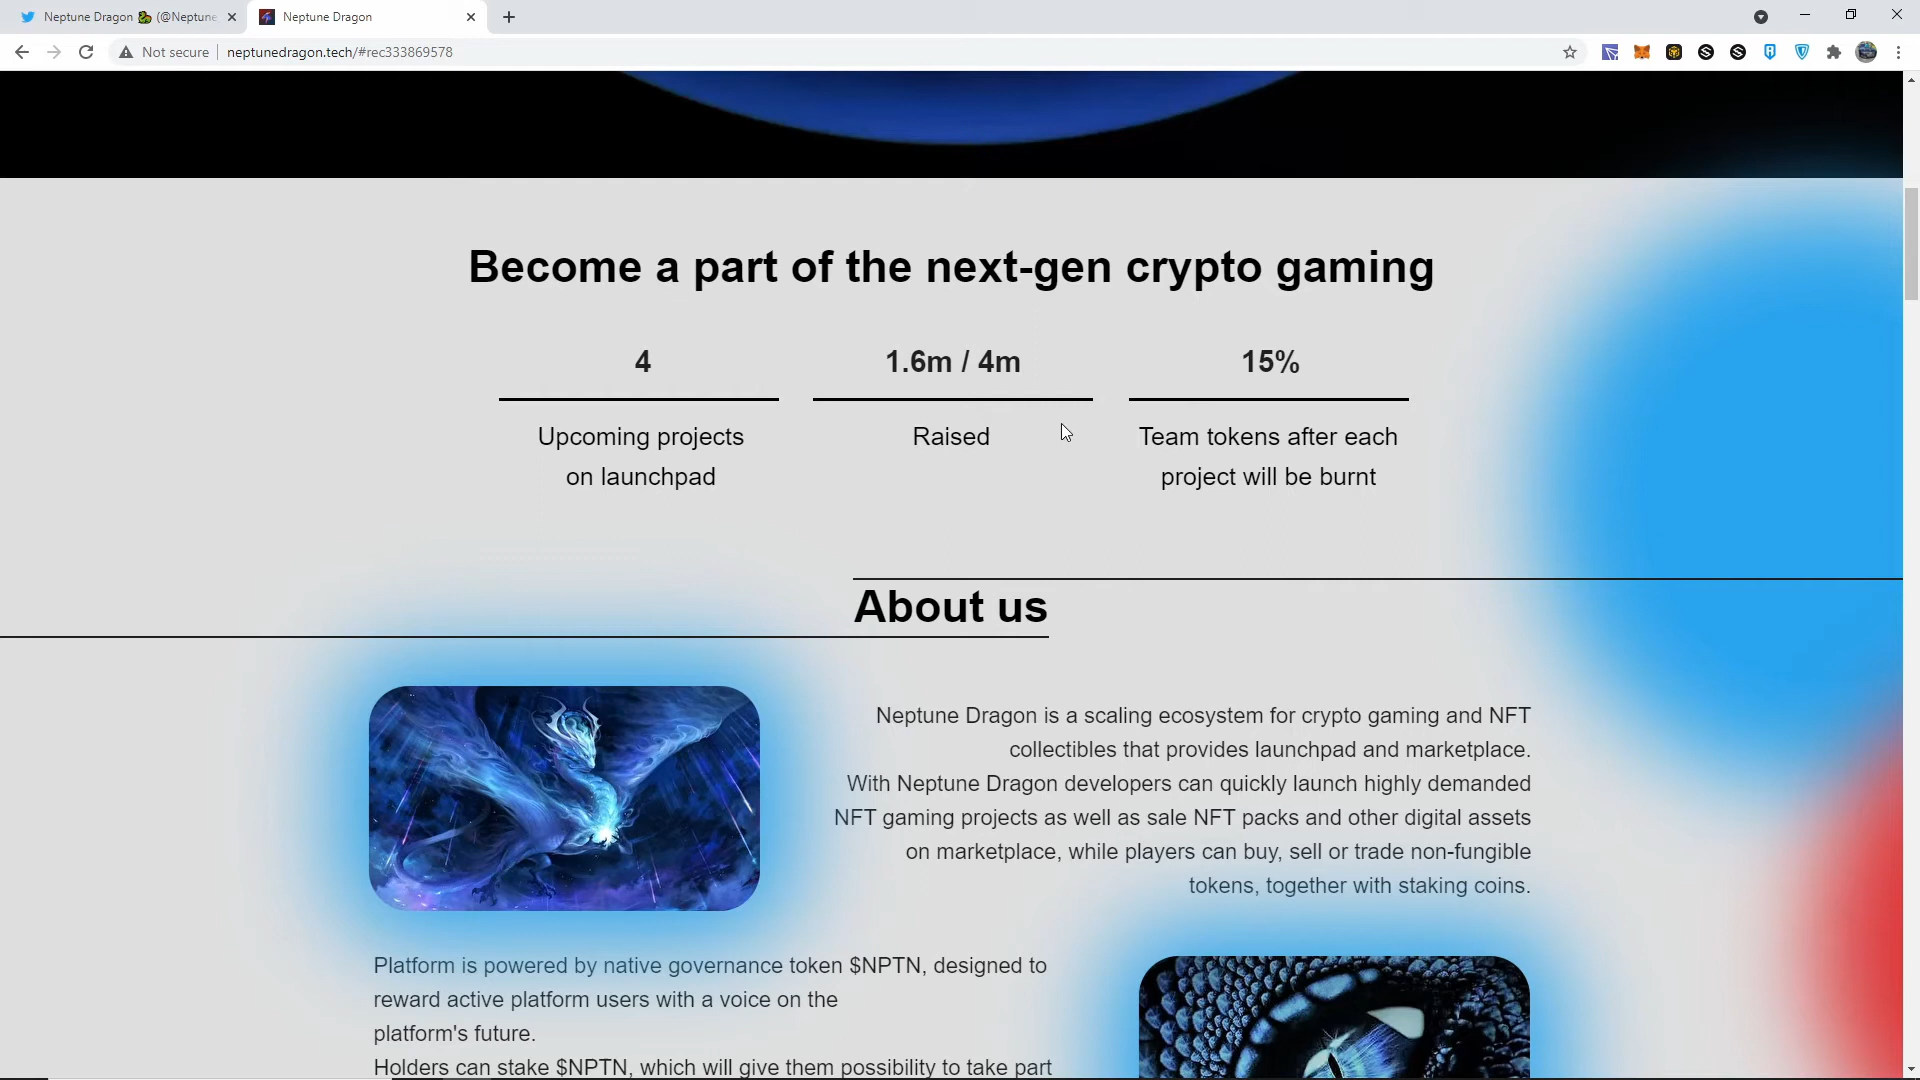 Neptune Dragon 🐉 (@Neptune
Neptune Dragon
Not secure
neptunedragon.tech/#rec333869578
Become a part of the next-gen crypto gaming
4
1.6m / 4m
15%
Upcoming projects
on launchpad
Raised
Team tokens after each
project will be burnt
About us
Neptune Dragon is a scaling ecosystem for crypto gaming and NFT
collectibles that provides launchpad and marketplace.
With Neptune Dragon developers can quickly launch highly demanded
NFT gaming projects as well as sale NFT packs and other digital assets
on marketplace, while players can buy, sell or trade non-fungible
tokens, together with staking coins.
Platform is powered by native governance token $NPTN, designed to
reward active platform users with a voice on the
platform's future.
Holders can stake $NPTN, which will give them possibility to take part